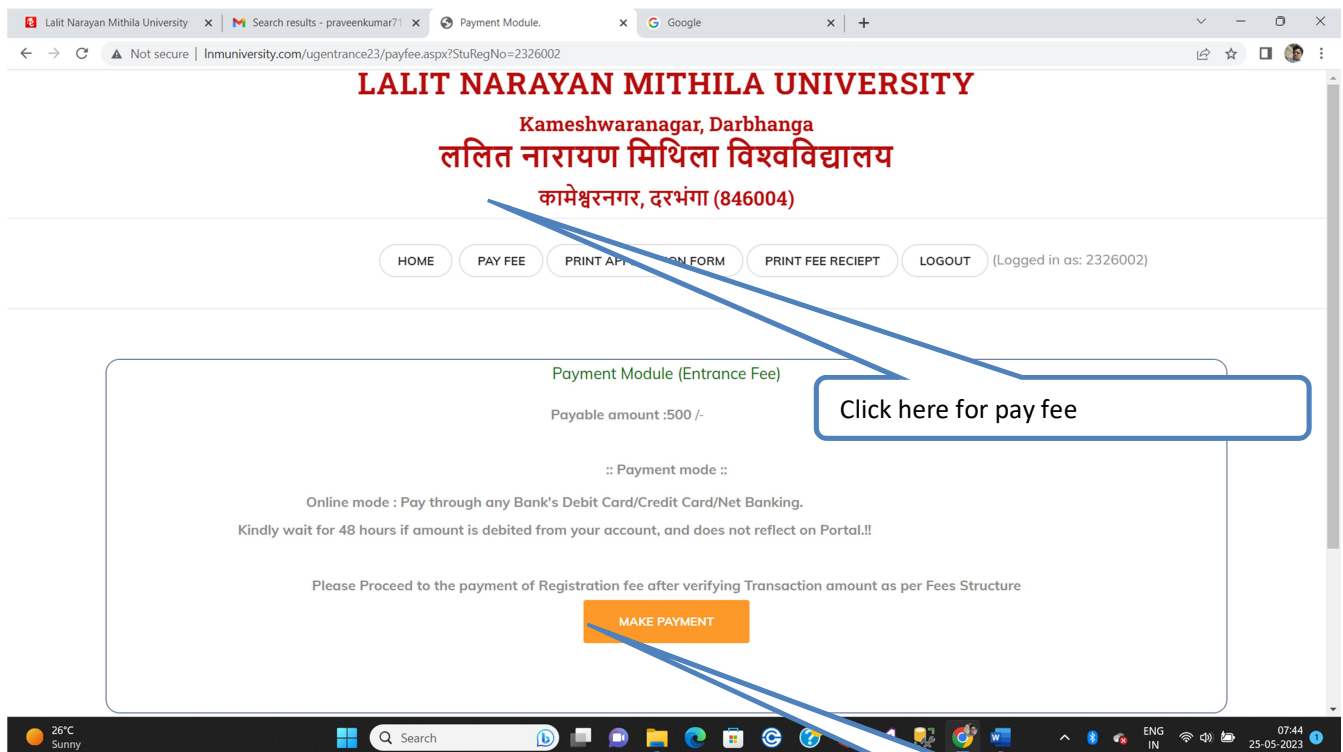 Lalit Narayan Mithila University
Search results - praveenkumar71
Payment Module.
Google
Not secure | lnmuniversity.com/ugentrance23/payfee.aspx?StuRegNo=2326002
LALIT NARAYAN MITHILA UNIVERSITY
Kameshwaranagar, Darbhanga
ललित नारायण मिथिला विश्वविद्यालय
कामेश्वरनगर, दरभंगा (846004)
HOME PAY FEE PRINT FORM PRINT FEE RECIEPT LOGOUT (Logged in as: 2326002)
Payment Module (Entrance Fee)
Payable amount :500 /-
Click here for pay fee
:: Payment mode ::
Online mode : Pay through any Bank's Debit Card/Credit Card/Net Banking.
Kindly wait for 48 hours if amount is debited from your account, and does not reflect on Portal.!!
Please Proceed to the payment of Registration fee after verifying Transaction amount as per Fees Structure
MAKE PAYMENT
26°C
Sunny
Search
ENG
IN
07:44
25-05-2023
1